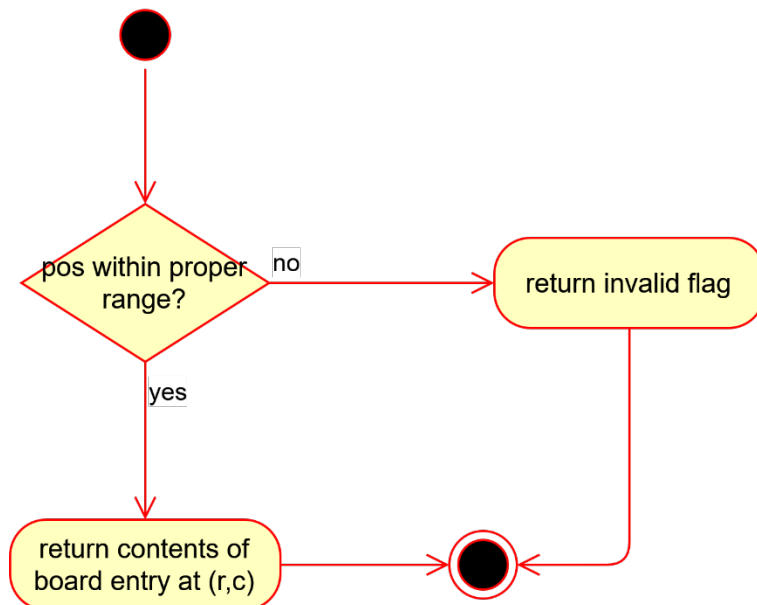 pos within proper
range?
no
return invalid flag
yes
return contents of
board entry at (r,c)